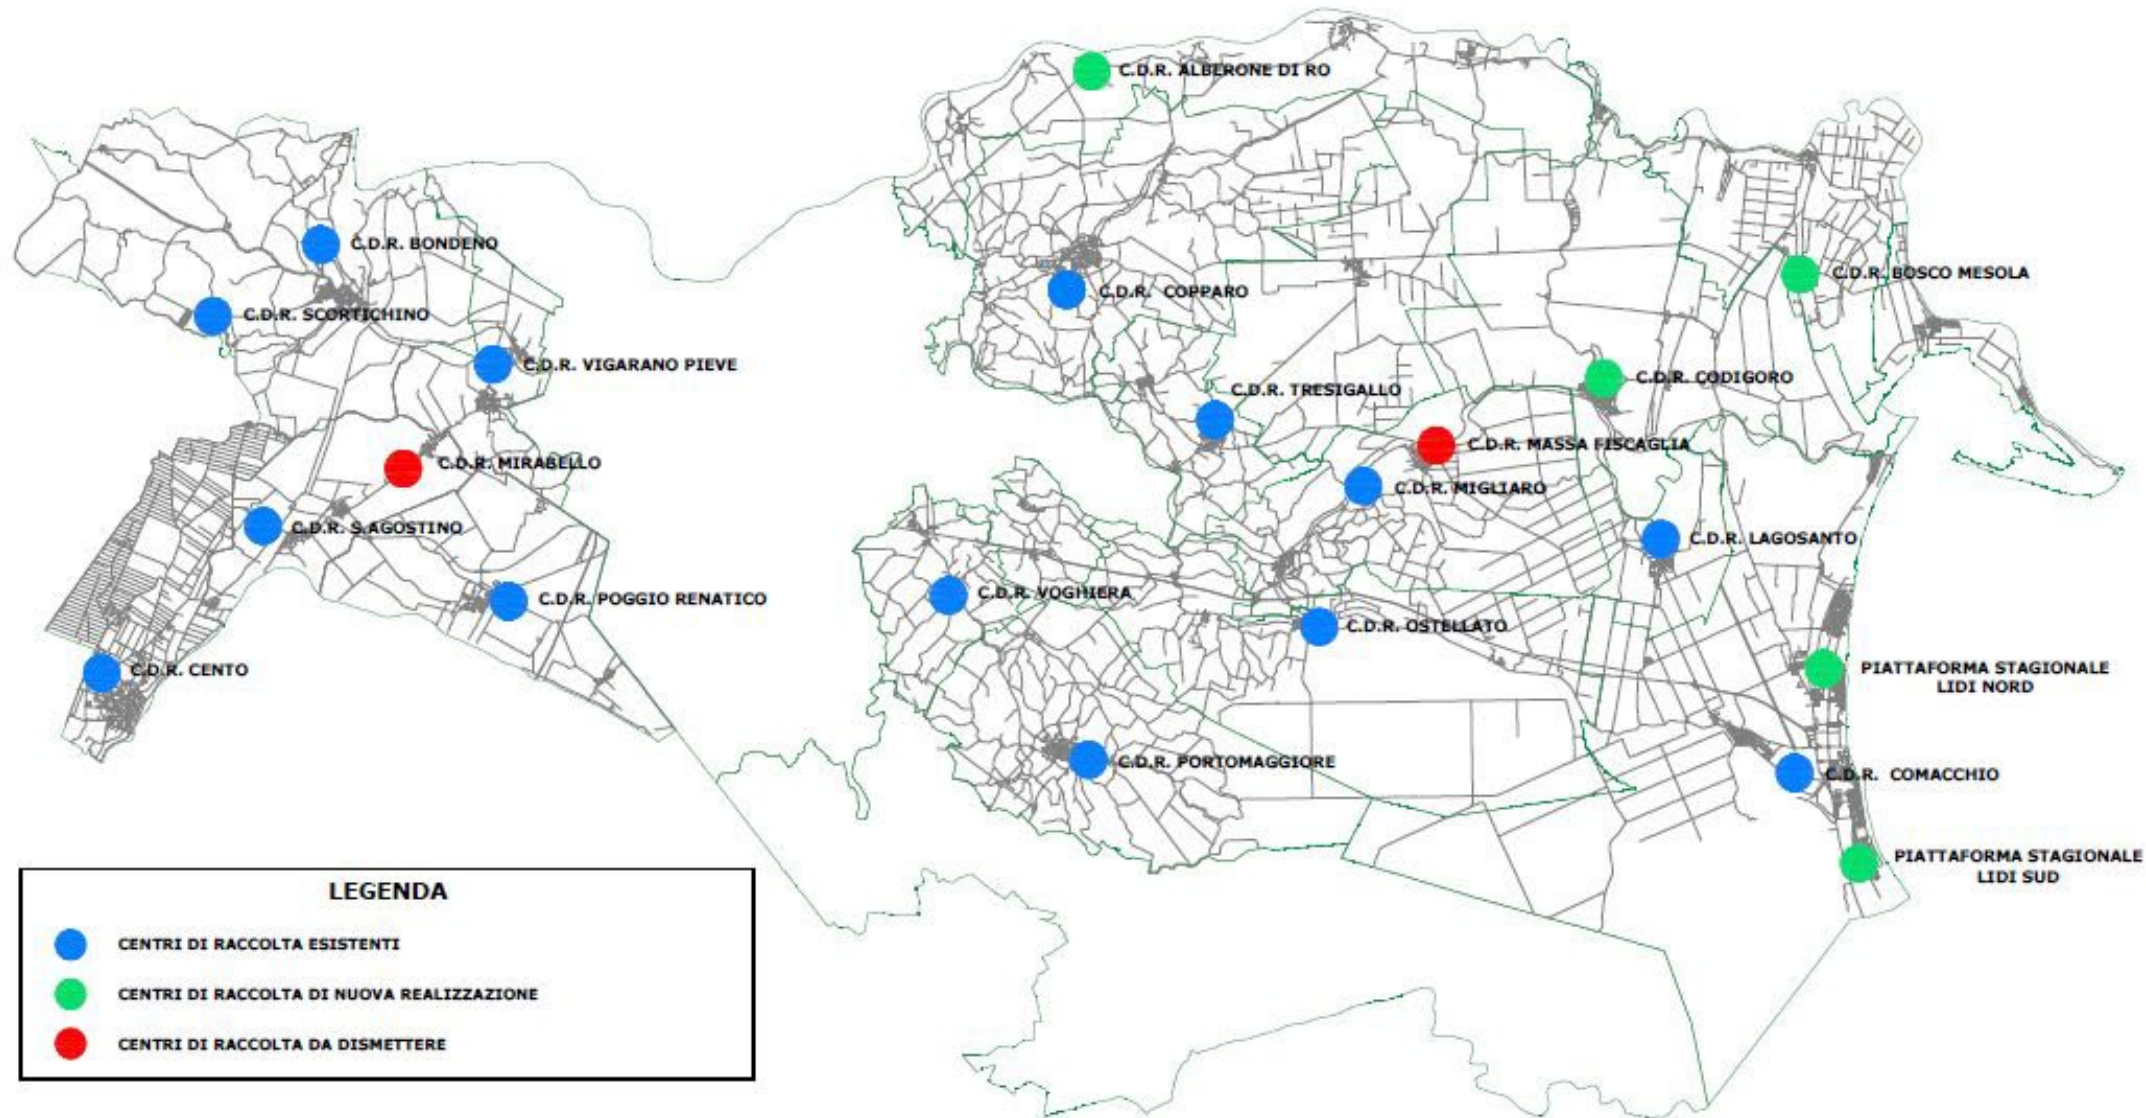 C.D.R. ALBERONE DI RO
C.D.R. BONDENO
C.D.R. BOSCO MESOLA
C.D.R. COPPARO
C.D.R. SCORTICHINO
C.D.R. VIGARANO PIEVE
C.D.R. CODIGORO
C.D.R. TRESIGALLO
C.D.R. MASSA FISCAGLIA
C.D.R. MIRABELLO
C.D.R. MIGLIARO
C.D.R. S.AGOSTINO
C.D.R. LAGOSANTO
C.D.R. VOGHIERA
C.D.R. POGGIO RENATICO
C.D.R. OSTELLATO
C.D.R. CENTO
PIATTAFORMA STAGIONALE
LIDI NORD
C.D.R. PORTOMAGGIORE
C.D.R. COMACCHIO
PIATTAFORMA STAGIONALE
LIDI SUD
LEGENDA
CENTRI DI RACCOLTA ESISTENTI
CENTRI DI RACCOLTA DI NUOVA REALIZZAZIONE
CENTRI DI RACCOLTA DA DISMETTERE